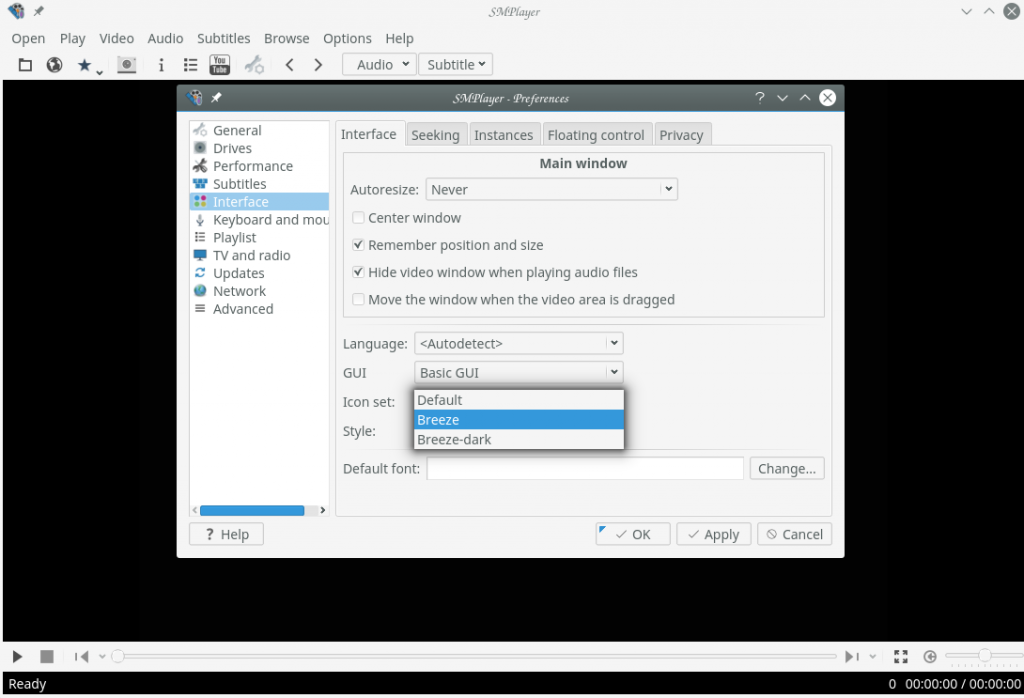 SMPlayer
Open Play Video Audio Subtitles Browse Options Help
You Tube Audio Subtitle
SMPlayer - Preferences
General
Drives
Performance
Subtitles
Interface
Keyboard and mou
Playlist
TV and radio
Updates
Network
Advanced
Interface Seeking Instances Floating control Privacy
Main window
Autoresize: Never
Center window
Remember position and size
Hide video window when playing audio files
Move the window when the video area is dragged
Language: <Autodetect>
GUI Basic GUI
Icon set:
Default
Breeze
Breeze-dark
Style:
Default font: Change...
? Help OK Apply Cancel
Ready 0 00:00:00 / 00:00:00